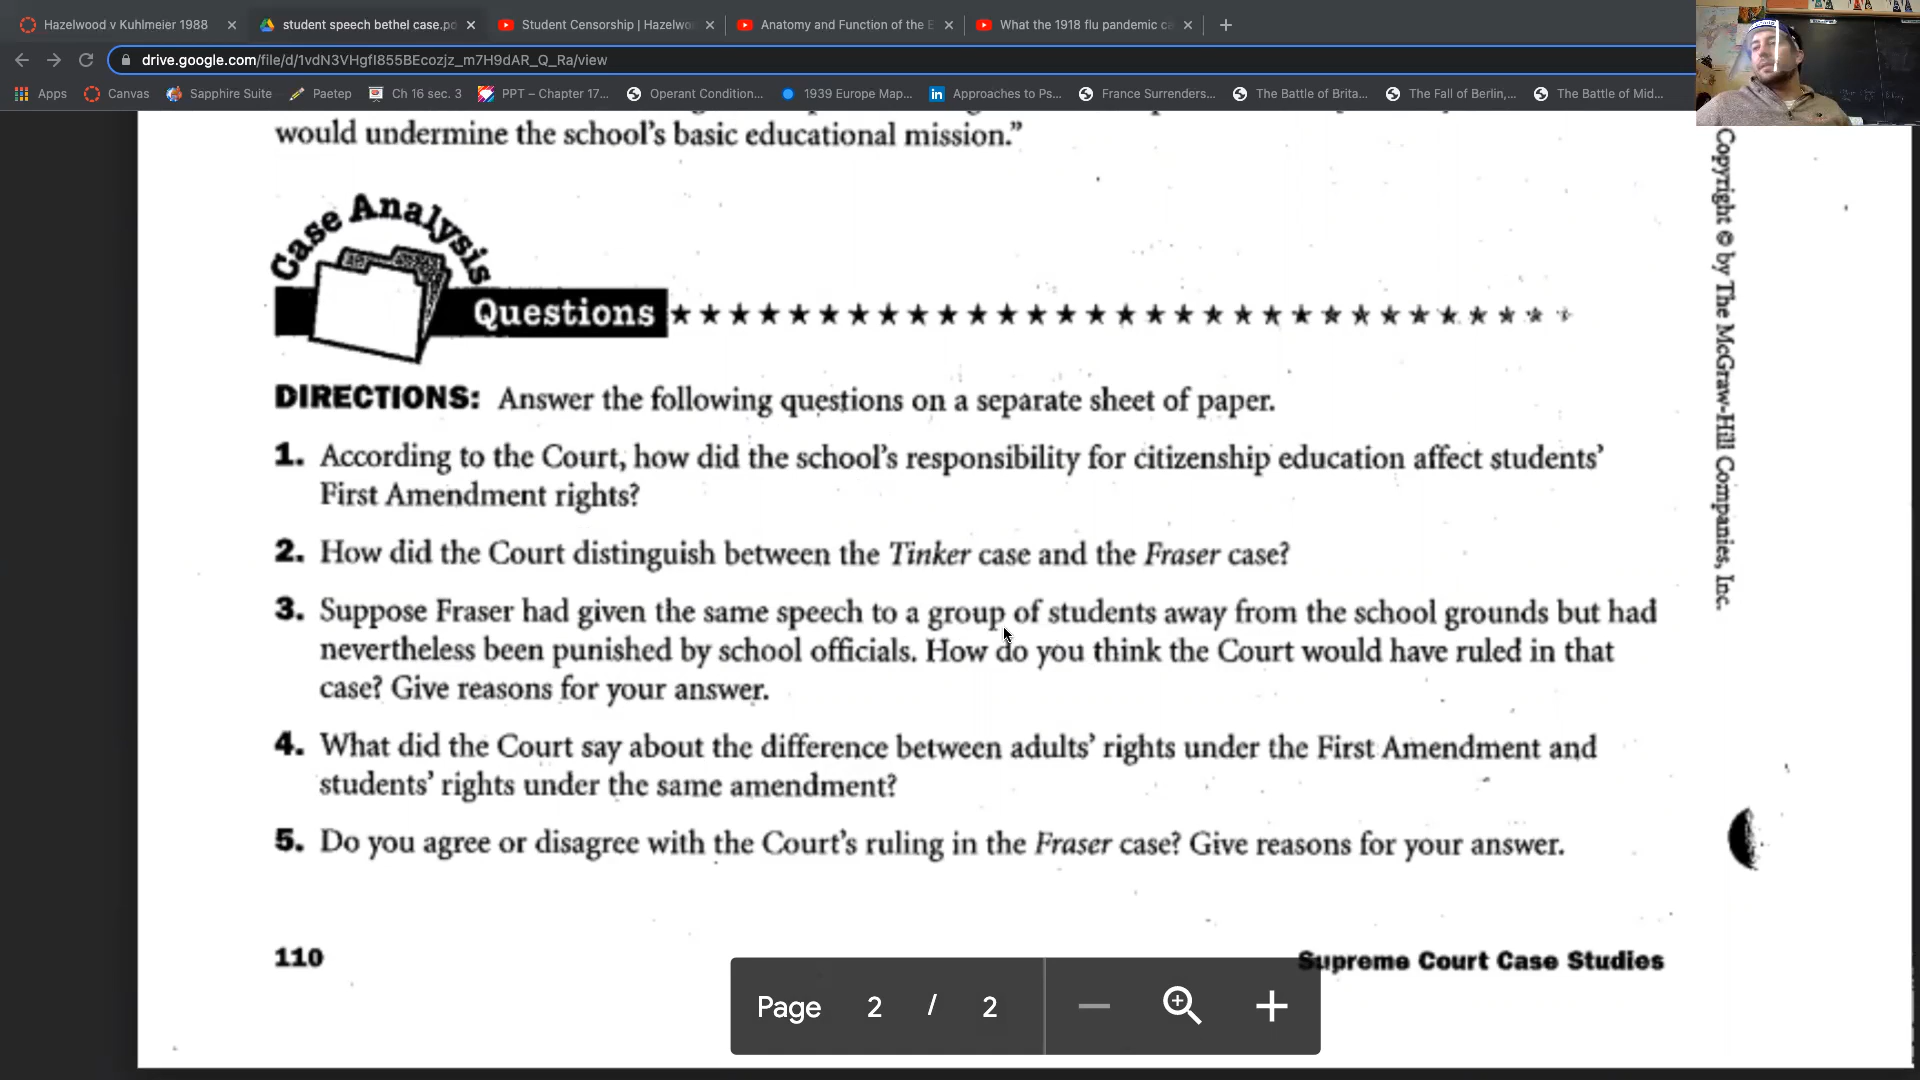 Hazelwood v Kuhlmeier 1988
student speech bethel case.pd
Student Censorship | Hazelwo
Anatomy and Function of the E
What the 1918 flu pandemic ca
drive.google.com/file/d/1vdN3VHgfI855BEcozjz_m7H9dAR_Q_Ra/view
Apps Canvas Sapphire Suite Paetep Ch 16 sec. 3 PPT – Chapter 17... Operant Condition... 1939 Europe Map... Approaches to Ps... France Surrenders... The Battle of Brita... The Fall of Berlin,... The Battle of Mid...
would undermine the school's basic educational mission.”
Case Analysis
Questions
DIRECTIONS: Answer the following questions on a separate sheet of paper.
1. According to the Court, how did the school's responsibility for citizenship education affect students'
First Amendment rights?
2. How did the Court distinguish between the Tinker case and the Fraser case?
3. Suppose Fraser had given the same speech to a group of students away from the school grounds but had
nevertheless been punished by school officials. How do you think the Court would have ruled in that
case? Give reasons for your answer.
4. What did the Court say about the difference between adults' rights under the First Amendment and
students' rights under the same amendment?
5. Do you agree or disagree with the Court's ruling in the Fraser case? Give reasons for your answer.
110
Supreme Court Case Studies
Copyright © by The McGraw-Hill Companies, Inc.
Page 2 / 2